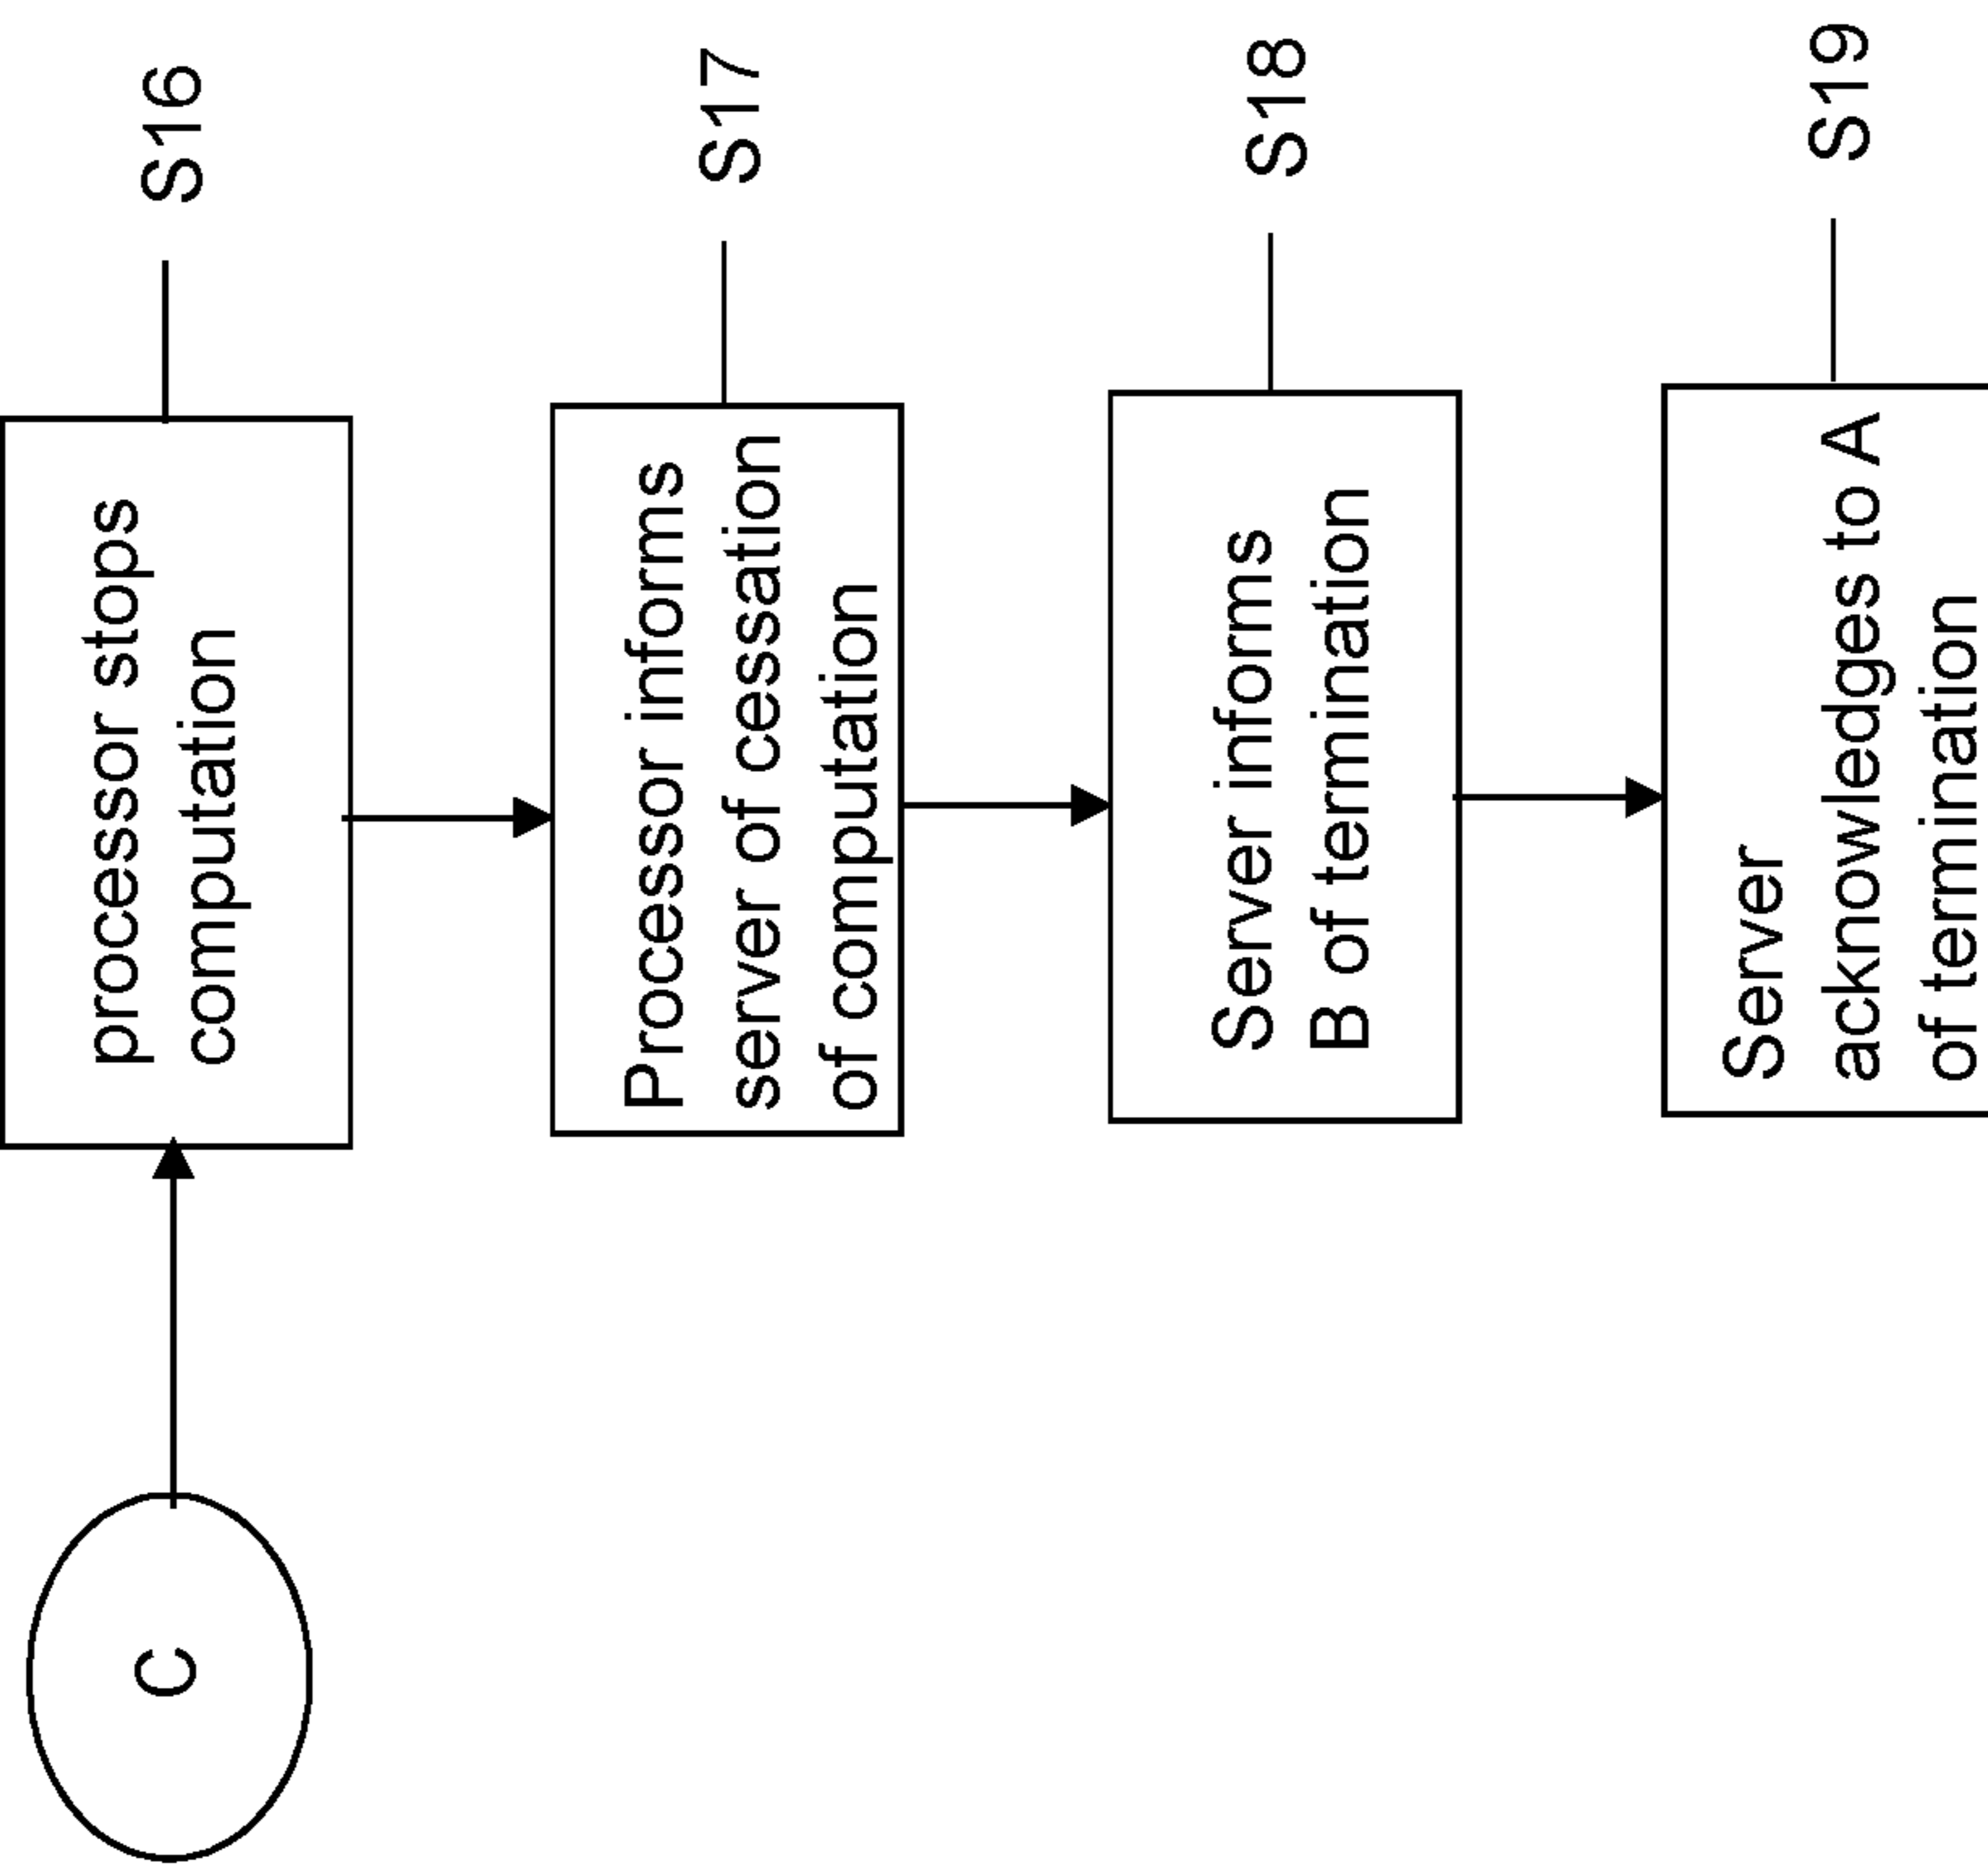 C
processor stops
computation
S16
Processor informs
server of cessation
of computation
S17
Server informs
B of termination
S18
Server
acknowledges to A
of termination
S19